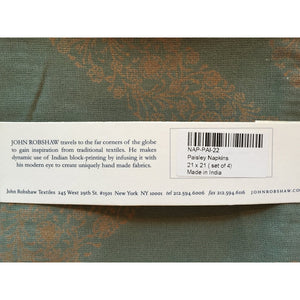 JOHN ROBSHAW travels to the far corners of the globe
to gain inspiration from traditional textiles. He makes
dynamic use of Indian block-printing by infusing it with
his modern eye to create uniquely hand made fabrics.
NAP-PAI-22
Paisley Napkins
21 x 21 ( set of 4)
Made in India
John Robshaw Textiles 245 West 29th St. #1501 New York, NY 10001 tel 212.594.6006 fax 212.594.6116 JOHNROBSHAW.CO